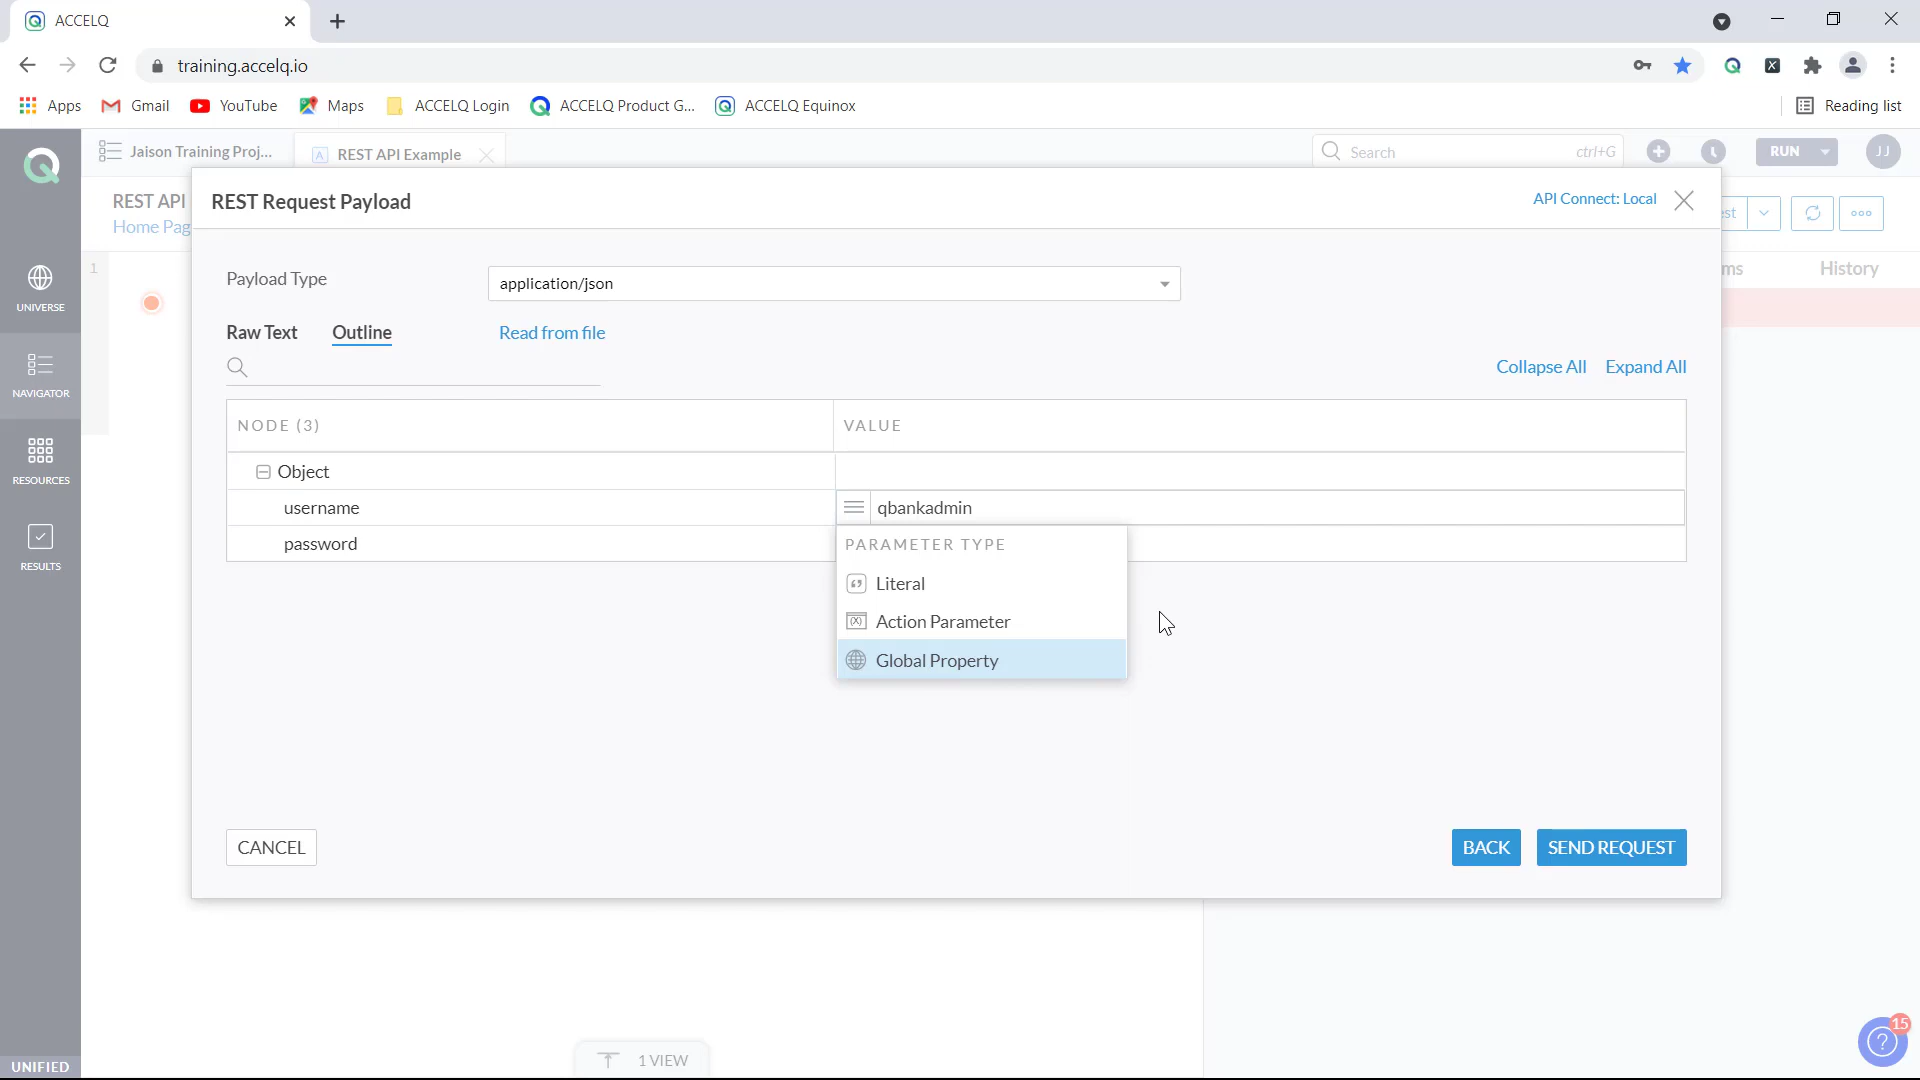 ACCELQ
training.accelq.io
Apps Gmail YouTube Maps ACCELQ Login ACCELQ Product G... ACCELQ Equinox Reading list
Jaison Training Proj... REST API Example Search ctrl+G RUN JJ
REST API
Home Pag
REST Request Payload API Connect: Local
Payload Type application/json
Raw Text Outline Read from file
Collapse All Expand All
NODE (3) VALUE
Object
username qbankadmin
password
PARAMETER TYPE
Literal
Action Parameter
Global Property
CANCEL BACK SEND REQUEST
UNIVERSE
NAVIGATOR
RESOURCES
RESULTS
UNIFIED
1
est
ms History
1 VIEW
15